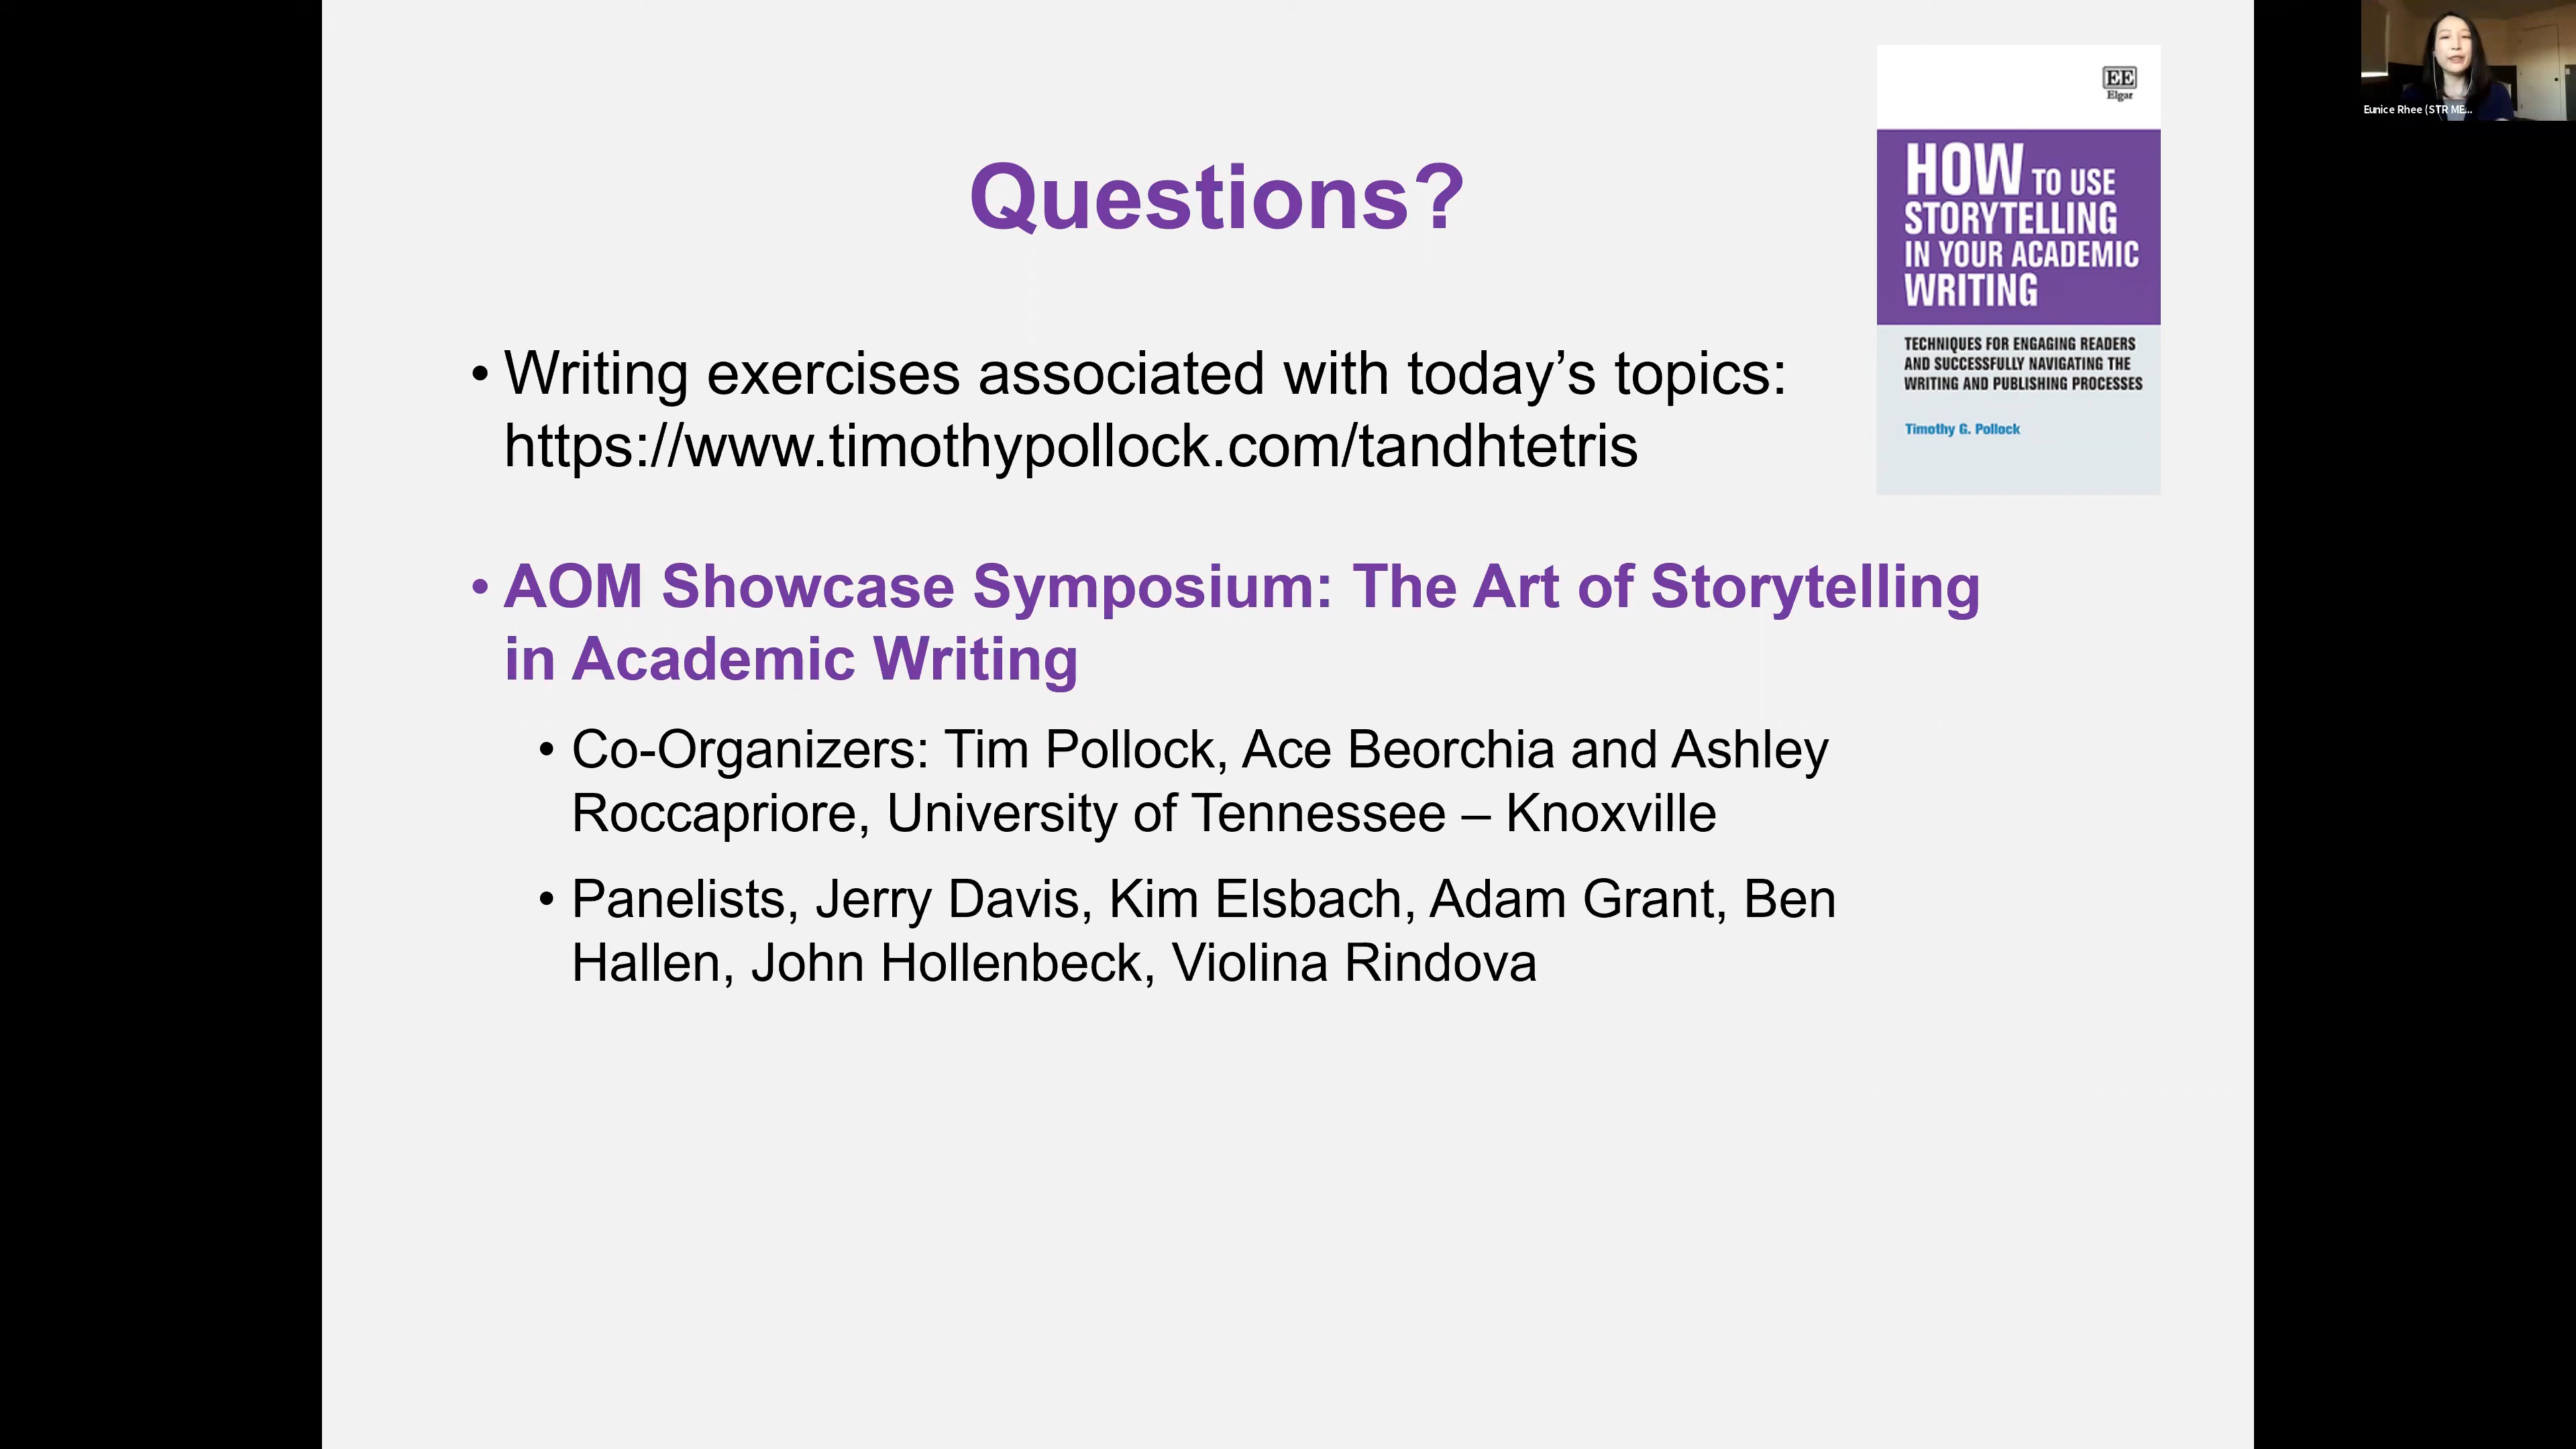 Questions?
• Writing exercises associated with today’s topics:
https://www.timothypollock.com/tandhtetris
• AOM Showcase Symposium: The Art of Storytelling
in Academic Writing
• Co-Organizers: Tim Pollock, Ace Beorchia and Ashley
Roccapriore, University of Tennessee – Knoxville
• Panelists, Jerry Davis, Kim Elsbach, Adam Grant, Ben
Hallen, John Hollenbeck, Violina Rindova
EE
Elgar
HOW TO USE
STORYTELLING
IN YOUR ACADEMIC
WRITING
TECHNIQUES FOR ENGAGING READERS
AND SUCCESSFULLY NAVIGATING THE
WRITING AND PUBLISHING PROCESSES
Timothy G. Pollock
Eunice Rhee (STR ME...